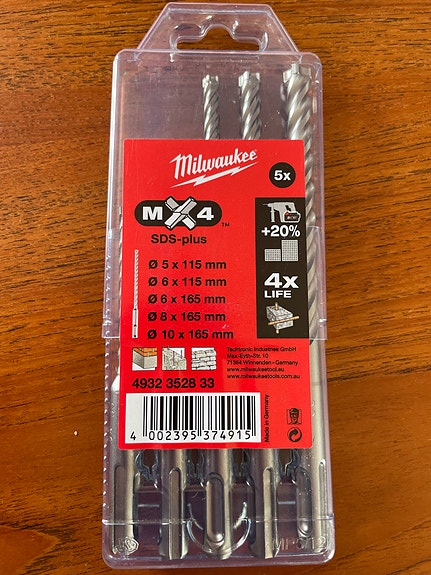 Milwaukee
5x
MX4™
SDS-plus
+20%
Ø 5 x 115 mm
Ø 6 x 115 mm
Ø 6 x 165 mm
Ø 8 x 165 mm
Ø 10 x 165 mm
4x
LIFE
Techtronic Industries GmbH
Max-Eyth-Str. 10
71364 Winnenden - Germany
www.milwaukeetool.eu
www.milwaukeetools.com.au
4932 3528 33
4 002395 374915
Made in Germany